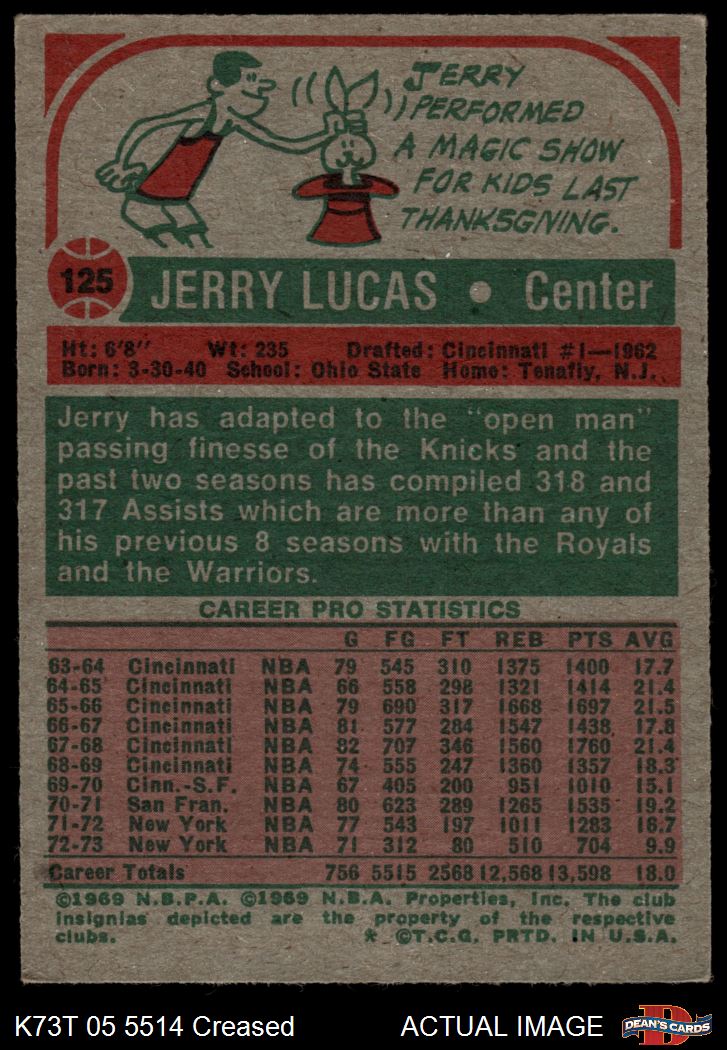 JERRY
PERFORMED
A MAGIC SHOW
FOR KIDS LAST
THANKSGIVING.
125
JERRY LUCAS • Center
Ht: 6'8" Wt: 235 Drafted: Cincinnati #1—1962
Born: 3-30-40 School: Ohio State Home: Tenafly, N.J.
Jerry has adapted to the "open man"
passing finesse of the Knicks and the
past two seasons has compiled 318 and
317 Assists which are more than any of
his previous 8 seasons with the Royals
and the Warriors.
CAREER PRO STATISTICS
G FG FT REB PTS AVG
63-64 Cincinnati NBA 79 545 310 1375 1400 17.7
64-65 Cincinnati NBA 66 558 298 1321 1414 21.4
65-66 Cincinnati NBA 79 690 317 1668 1697 21.5
66-67 Cincinnati NBA 81 577 284 1547 1438 17.8
67-68 Cincinnati NBA 82 707 346 1560 1760 21.4
68-69 Cincinnati NBA 74 555 247 1360 1357 18.3
69-70 Cinn.-S.F. NBA 67 405 200 951 1010 15.1
70-71 San Fran. NBA 80 623 289 1265 1535 19.2
71-72 New York NBA 77 543 197 1011 1283 16.7
72-73 New York NBA 71 312 80 510 704 9.9
Career Totals 756 5515 2568 12,568 13,598 18.0
©1969 N.B.P.A. ©1969 N.B.A. Properties, Inc. The club
insignias depicted are the property of the respective
clubs. * ©T.C.G. PRTD. IN U.S.A.
K73T 05 5514 Creased ACTUAL IMAGE
D
DEAN'S CARDS